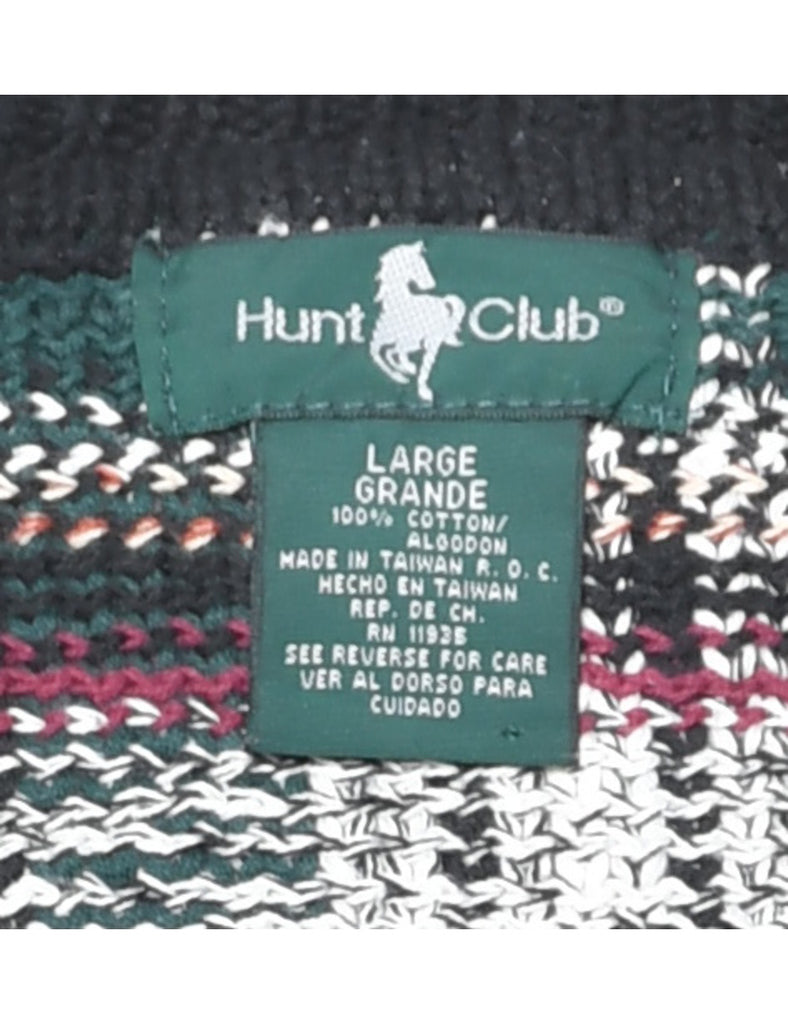 Hunt Club®
LARGE
GRANDE
100% COTTON/
ALGODON
MADE IN TAIWAN R. O. C.
HECHO EN TAIWAN
REP. DE CH.
RN 11935
SEE REVERSE FOR CARE
VER AL DORSO PARA
CUIDADO